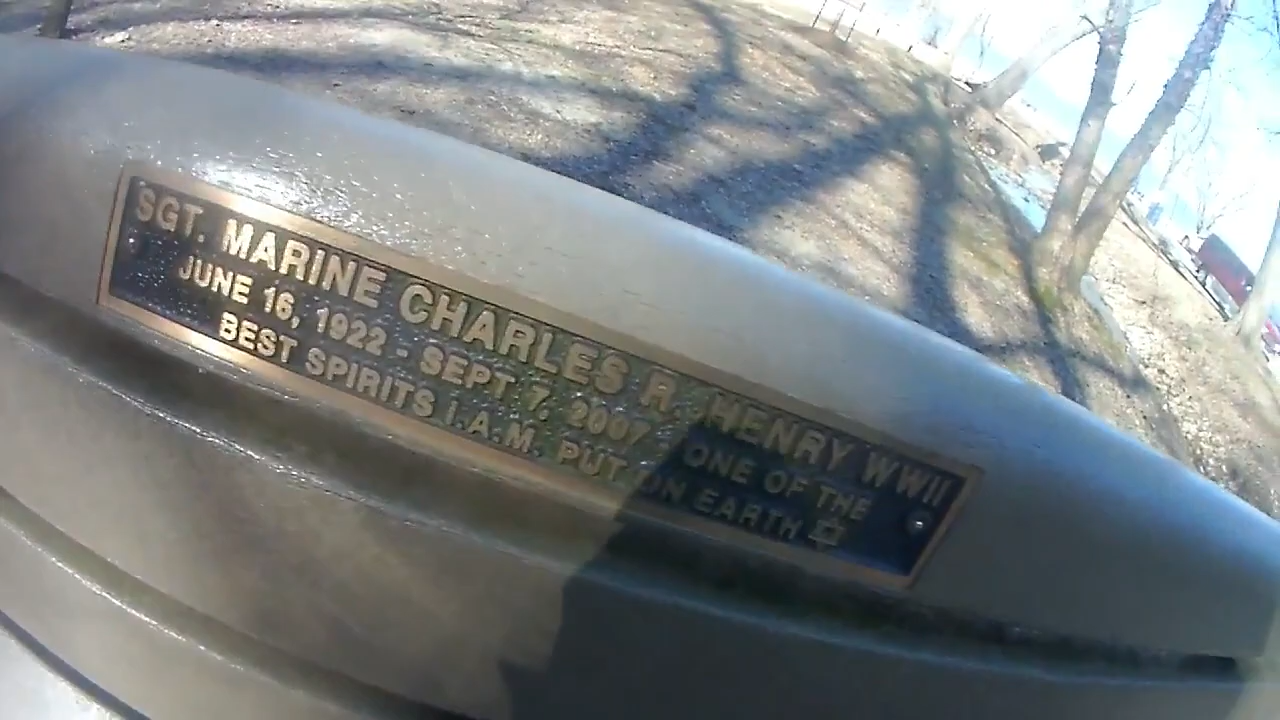 SGT. MARINE CHARLES R. HENRY WWII
JUNE 16, 1922 - SEPT. 7, 2007 ONE OF THE
BEST SPIRITS I.A.M. PUT ON EARTH